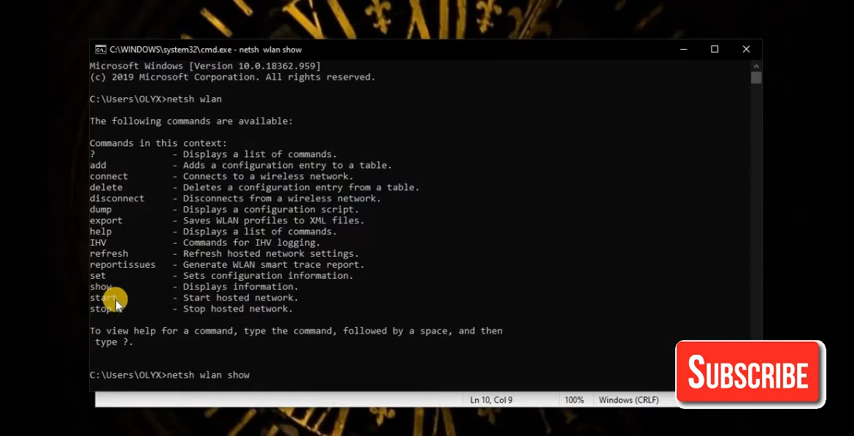 C:\WINDOWS\system32\cmd.exe - netsh wlan show
Microsoft Windows [Version 10.0.18362.959]
(c) 2019 Microsoft Corporation. All rights reserved.
C:\Users\OLYX>netsh wlan
The following commands are available:
Commands in this context:
? - Displays a list of commands.
add - Adds a configuration entry to a table.
connect - Connects to a wireless network.
delete - Deletes a configuration entry from a table.
disconnect - Disconnects from a wireless network.
dump - Displays a configuration script.
export - Saves WLAN profiles to XML files.
help - Displays a list of commands.
IHV - Commands for IHV logging.
refresh - Refresh hosted network settings.
reportissues - Generate WLAN smart trace report.
set - Sets configuration information.
show - Displays information.
start - Start hosted network.
stop - Stop hosted network.
To view help for a command, type the command, followed by a space, and then
type ?.
C:\Users\OLYX>netsh wlan show
SUBSCRIBE
Ln 10, Col 9 100% Windows (CRLF)